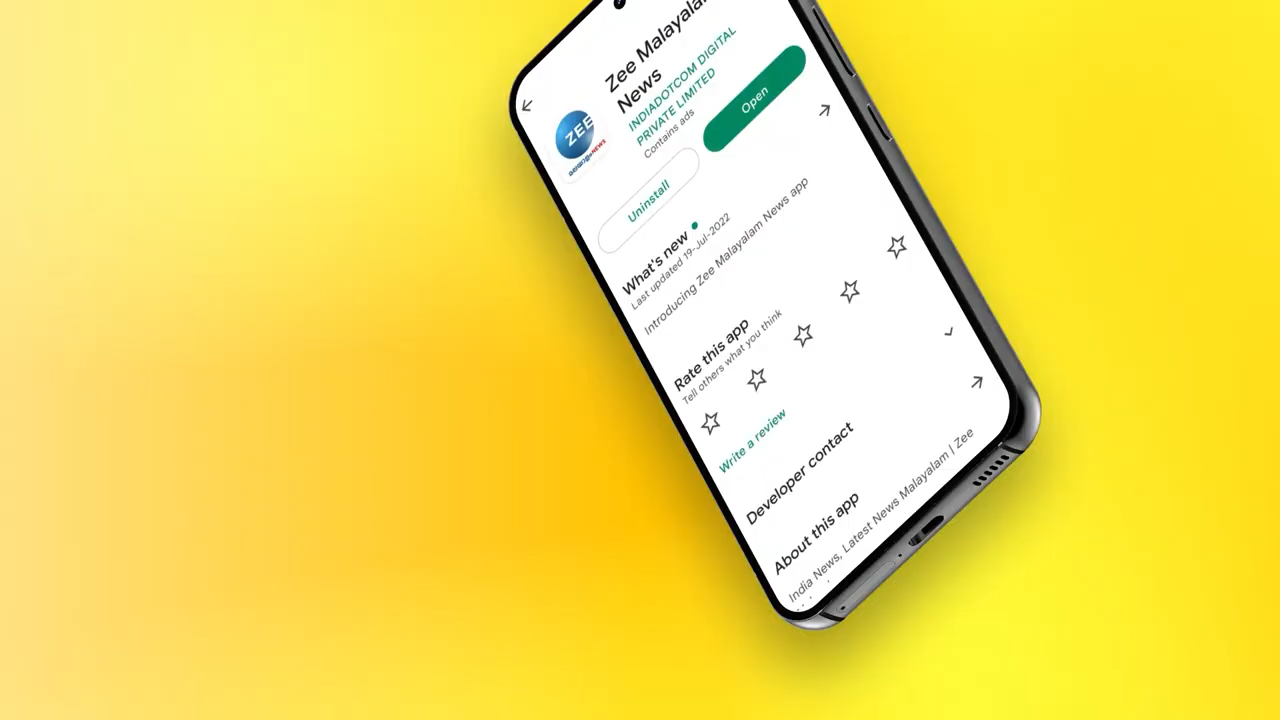 Zee Malayalam
News
INDIADOTCOM DIGITAL
PRIVATE LIMITED
Contains ads
ZEE
മലയാളം NEWS
Uninstall
Open
What's new
Last updated 19-Jul-2022
Introducing Zee Malayalam News app
Rate this app
Tell others what you think
Write a review
Developer contact
About this app
India News, Latest News Malayalam | Zee